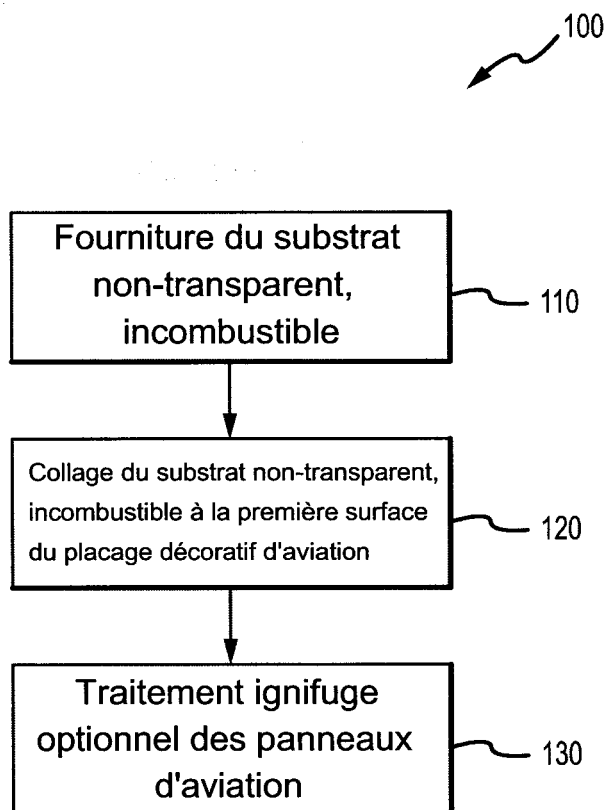 100
Fourniture du substrat
non-transparent,
incombustible
110
Collage du substrat non-transparent,
incombustible à la première surface
du placage décoratif d'aviation
120
Traitement ignifuge
optionnel des panneaux
d'aviation
130